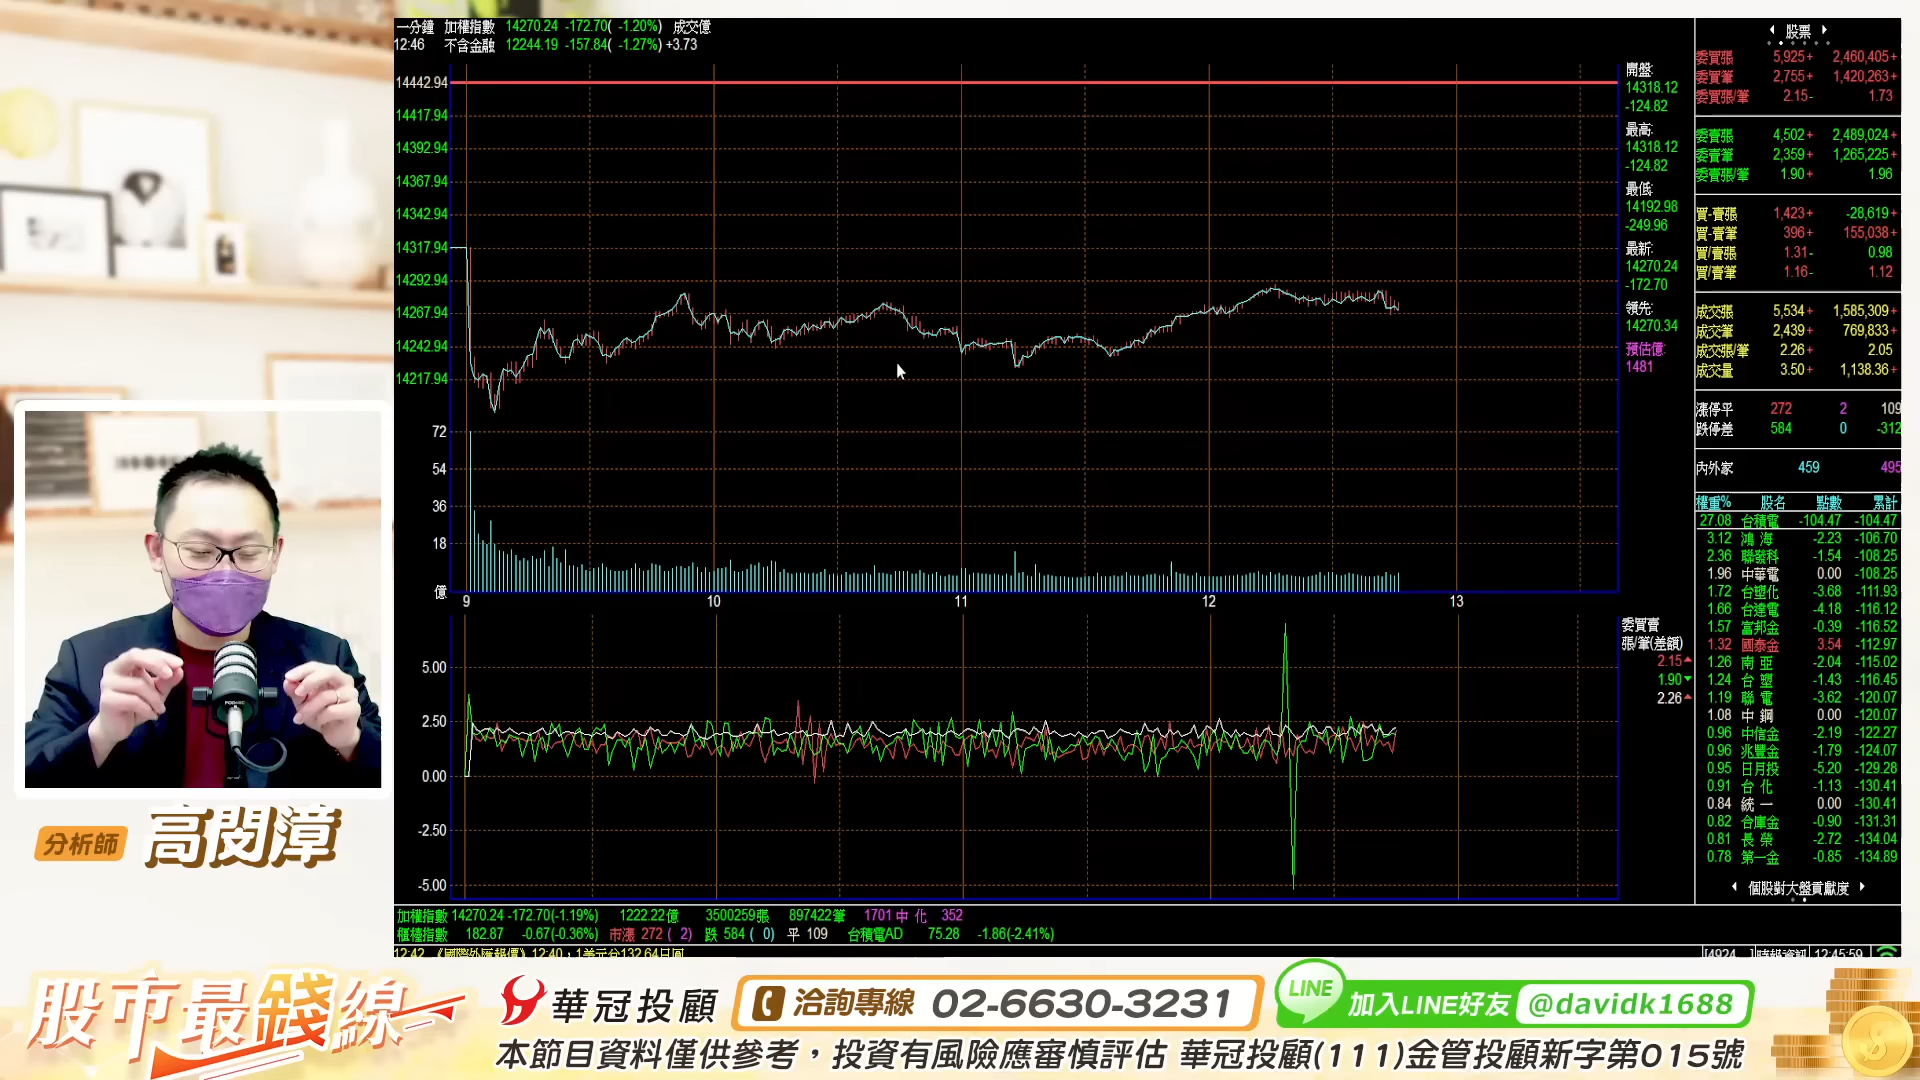 一分鐘 加權指數 14270.24 -172.70( -1.20%) 成交億
12:46 不含金融 12244.19 -157.84( -1.27%) +3.73
14442.94
14417.94
14392.94
14367.94
14342.94
14317.94
14292.94
14267.94
14242.94
14217.94
72
54
36
18
億
9 10 11 12 13
5.00
2.50
0.00
-2.50
-5.00
開盤:
14318.12
-124.82
最高:
14318.12
-124.82
最低:
14192.98
-249.96
最新:
14270.24
-172.70
領先:
14270.34
預估億:
1481
委買賣
張/筆(差額)
2.15
1.90
2.26
股票
委買張 5,925+ 2,460,405+
委買筆 2,755+ 1,420,263+
委買張/筆 2.15- 1.73
委賣張 4,502+ 2,489,024+
委賣筆 2,359+ 1,265,225+
委賣張/筆 1.90+ 1.96
買-賣張 1,423+ -28,619+
買-賣筆 396+ 155,038+
買/賣張 1.31- 0.98
買/賣筆 1.16- 1.12
成交張 5,534+ 1,585,309+
成交筆 2,439+ 769,833+
成交張/筆 2.26+ 2.05
成交量 3.50+ 1,138.36+
漲停平 272 2 109
跌停差 584 0 -312
內外家 459 495
權重% 股名 點數 累計
27.08 台積電 -104.47 -104.47
3.12 鴻 海 -2.23 -106.70
2.36 聯發科 -1.54 -108.25
1.96 中華電 0.00 -108.25
1.72 台塑化 -3.68 -111.93
1.66 台達電 -4.18 -116.12
1.57 富邦金 -0.39 -116.52
1.32 國泰金 3.54 -112.97
1.26 南 亞 -2.04 -115.02
1.24 台 塑 -1.43 -116.45
1.19 聯 電 -3.62 -120.07
1.08 中 鋼 0.00 -120.07
0.96 中信金 -2.19 -122.27
0.96 兆豐金 -1.79 -124.07
0.95 日月投 -5.20 -129.28
0.91 台 化 -1.13 -130.41
0.84 統 一 0.00 -130.41
0.82 合庫金 -0.90 -131.31
0.81 長 榮 -2.72 -134.04
0.78 第一金 -0.85 -134.89
個股對大盤貢獻度
加權指數 14270.24 -172.70(-1.19%) 1222.22億 3500259張 897422筆 1701 中 化 352
櫃檯指數 182.87 -0.67(-0.36%) 市漲 272 ( 2) 跌 584 ( 0) 平 109 台積電AD 75.28 -1.86(-2.41%)
12:42 《國際外匯報價》12:40，1美元兌132.64日圓
[4924 ] 時報資訊 12:45:59
分析師 高閔漳
股市最錢線
華冠投顧
洽詢專線 02-6630-3231
LINE 加入LINE好友 @davidk1688
本節目資料僅供參考，投資有風險應審慎評估 華冠投顧(111)金管投顧新字第015號